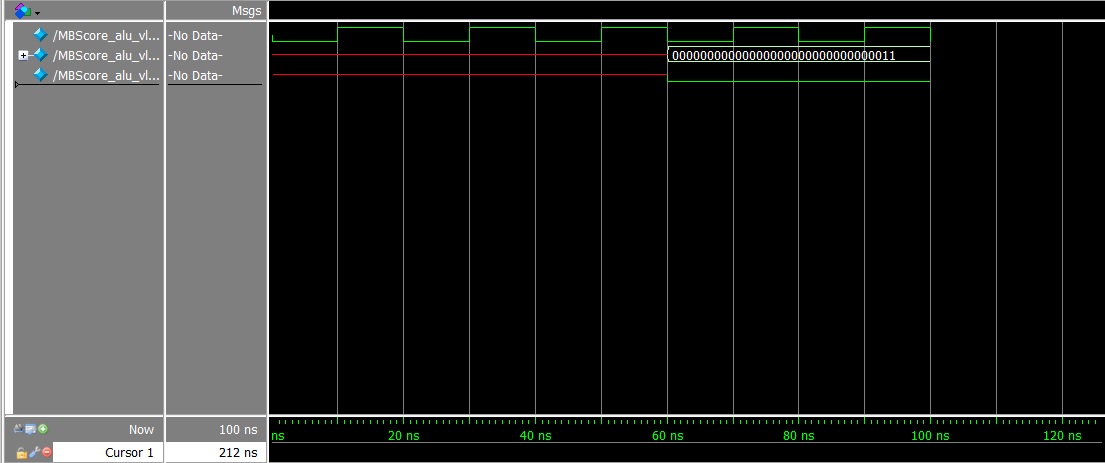 Msgs
/MBScore_alu_vl... -No Data-
/MBScore_alu_vl... -No Data- 00000000000000000000000000000011
/MBScore_alu_vl... -No Data-
Now 100 ns ns 20 ns 40 ns 60 ns 80 ns 100 ns 120 ns
Cursor 1 212 ns